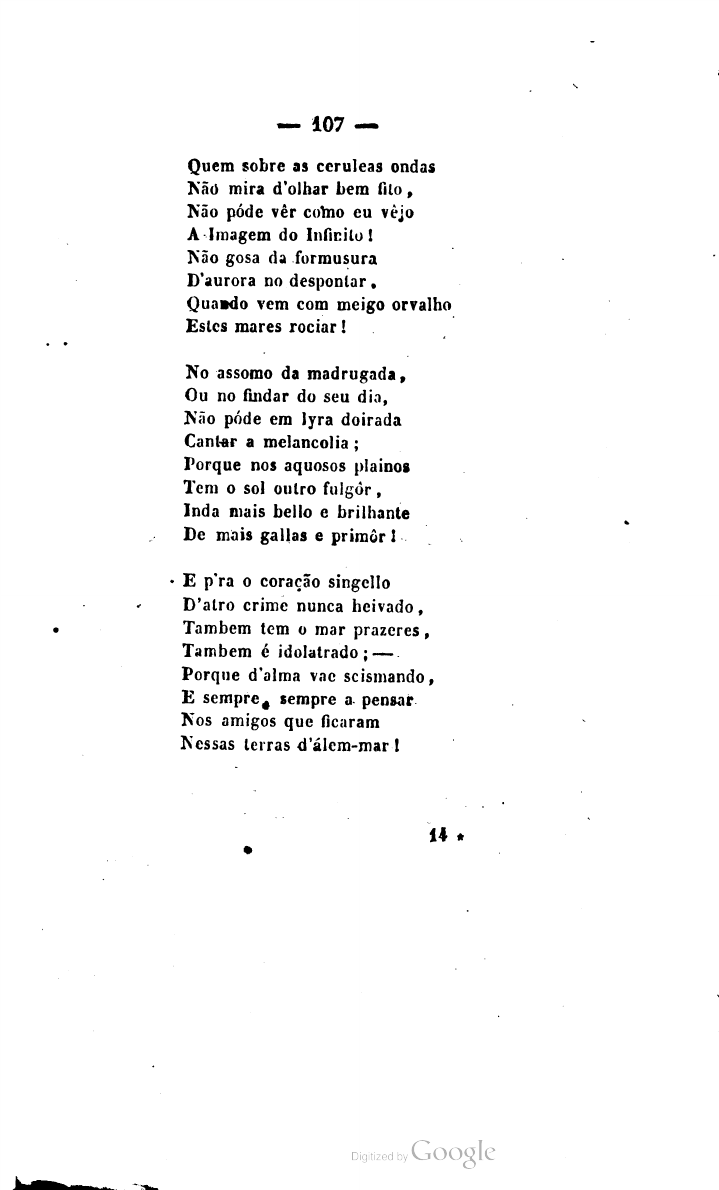 — 107 —
Quem sobre as ceruleas ondas
Não mira d'olhar bem fito,
Não póde vêr como eu vêjo
A Imagem do Infinito!
Não gosa da formusura
D'aurora no despontar,
Quando vem com meigo orvalho
Estes mares rociar!
No assomo da madrugada,
Ou no findar do seu dia,
Não póde em lyra doirada
Cantar a melancolia;
Porque nos aquosos plainos
Tem o sol outro fulgôr,
Inda mais bello e brilhante
De mais gallas e primôr!
E p'ra o coração singello
D'atro crime nunca heivado,
Tambem tem o mar prazeres,
Tambem é idolatrado;—
Porque d'alma vae scismando,
E sempre, sempre a pensar
Nos amigos que ficaram
Nessas terras d'álem-mar!
14 *
Digitized by Google